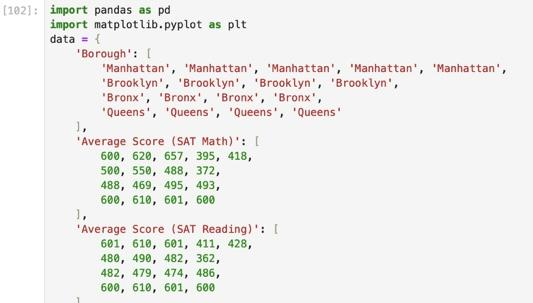 [102]: import pandas as pd
import matplotlib.pyplot as plt
data = {
    'Borough': [
        'Manhattan', 'Manhattan', 'Manhattan', 'Manhattan', 'Manhattan',
        'Brooklyn', 'Brooklyn', 'Brooklyn', 'Brooklyn',
        'Bronx', 'Bronx', 'Bronx', 'Bronx',
        'Queens', 'Queens', 'Queens', 'Queens'
    ],
    'Average Score (SAT Math)': [
        600, 620, 657, 395, 418,
        500, 550, 488, 372,
        488, 469, 495, 493,
        600, 610, 601, 600
    ],
    'Average Score (SAT Reading)': [
        601, 610, 601, 411, 428,
        480, 490, 482, 362,
        482, 479, 474, 486,
        600, 610, 601, 600
    ]